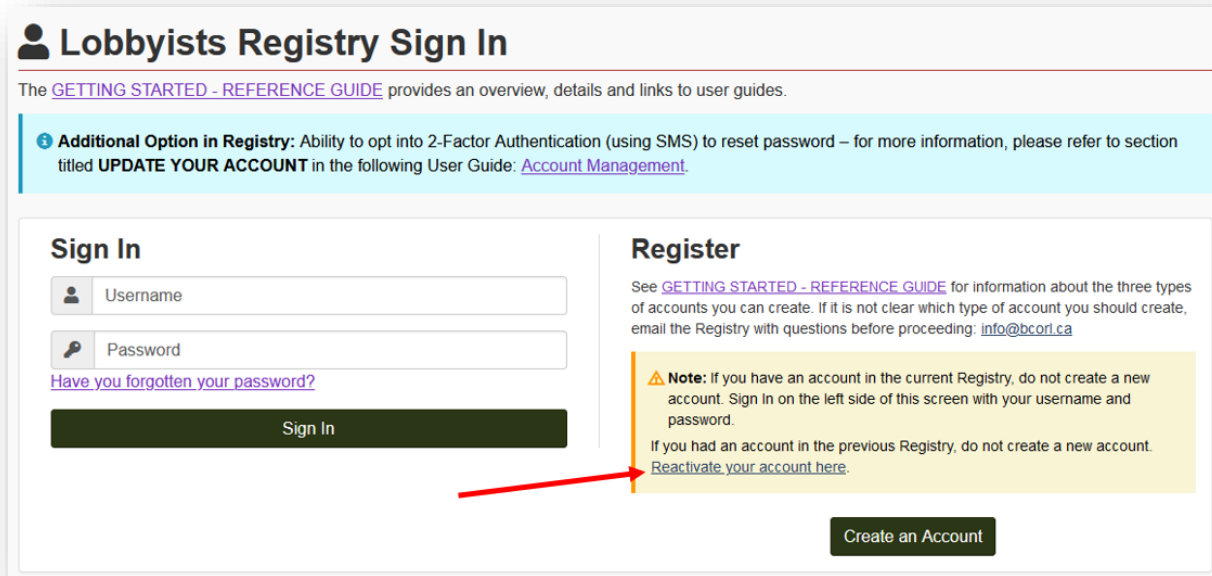 Lobbyists Registry Sign In
The GETTING STARTED - REFERENCE GUIDE provides an overview, details and links to user guides.
Additional Option in Registry: Ability to opt into 2-Factor Authentication (using SMS) to reset password – for more information, please refer to section
titled UPDATE YOUR ACCOUNT in the following User Guide: Account Management.
Sign In
Username
Password
Have you forgotten your password?
Sign In
Register
See GETTING STARTED - REFERENCE GUIDE for information about the three types
of accounts you can create. If it is not clear which type of account you should create,
email the Registry with questions before proceeding: info@bcorl.ca
Note: If you have an account in the current Registry, do not create a new
account. Sign In on the left side of this screen with your username and
password.
If you had an account in the previous Registry, do not create a new account.
Reactivate your account here.
Create an Account